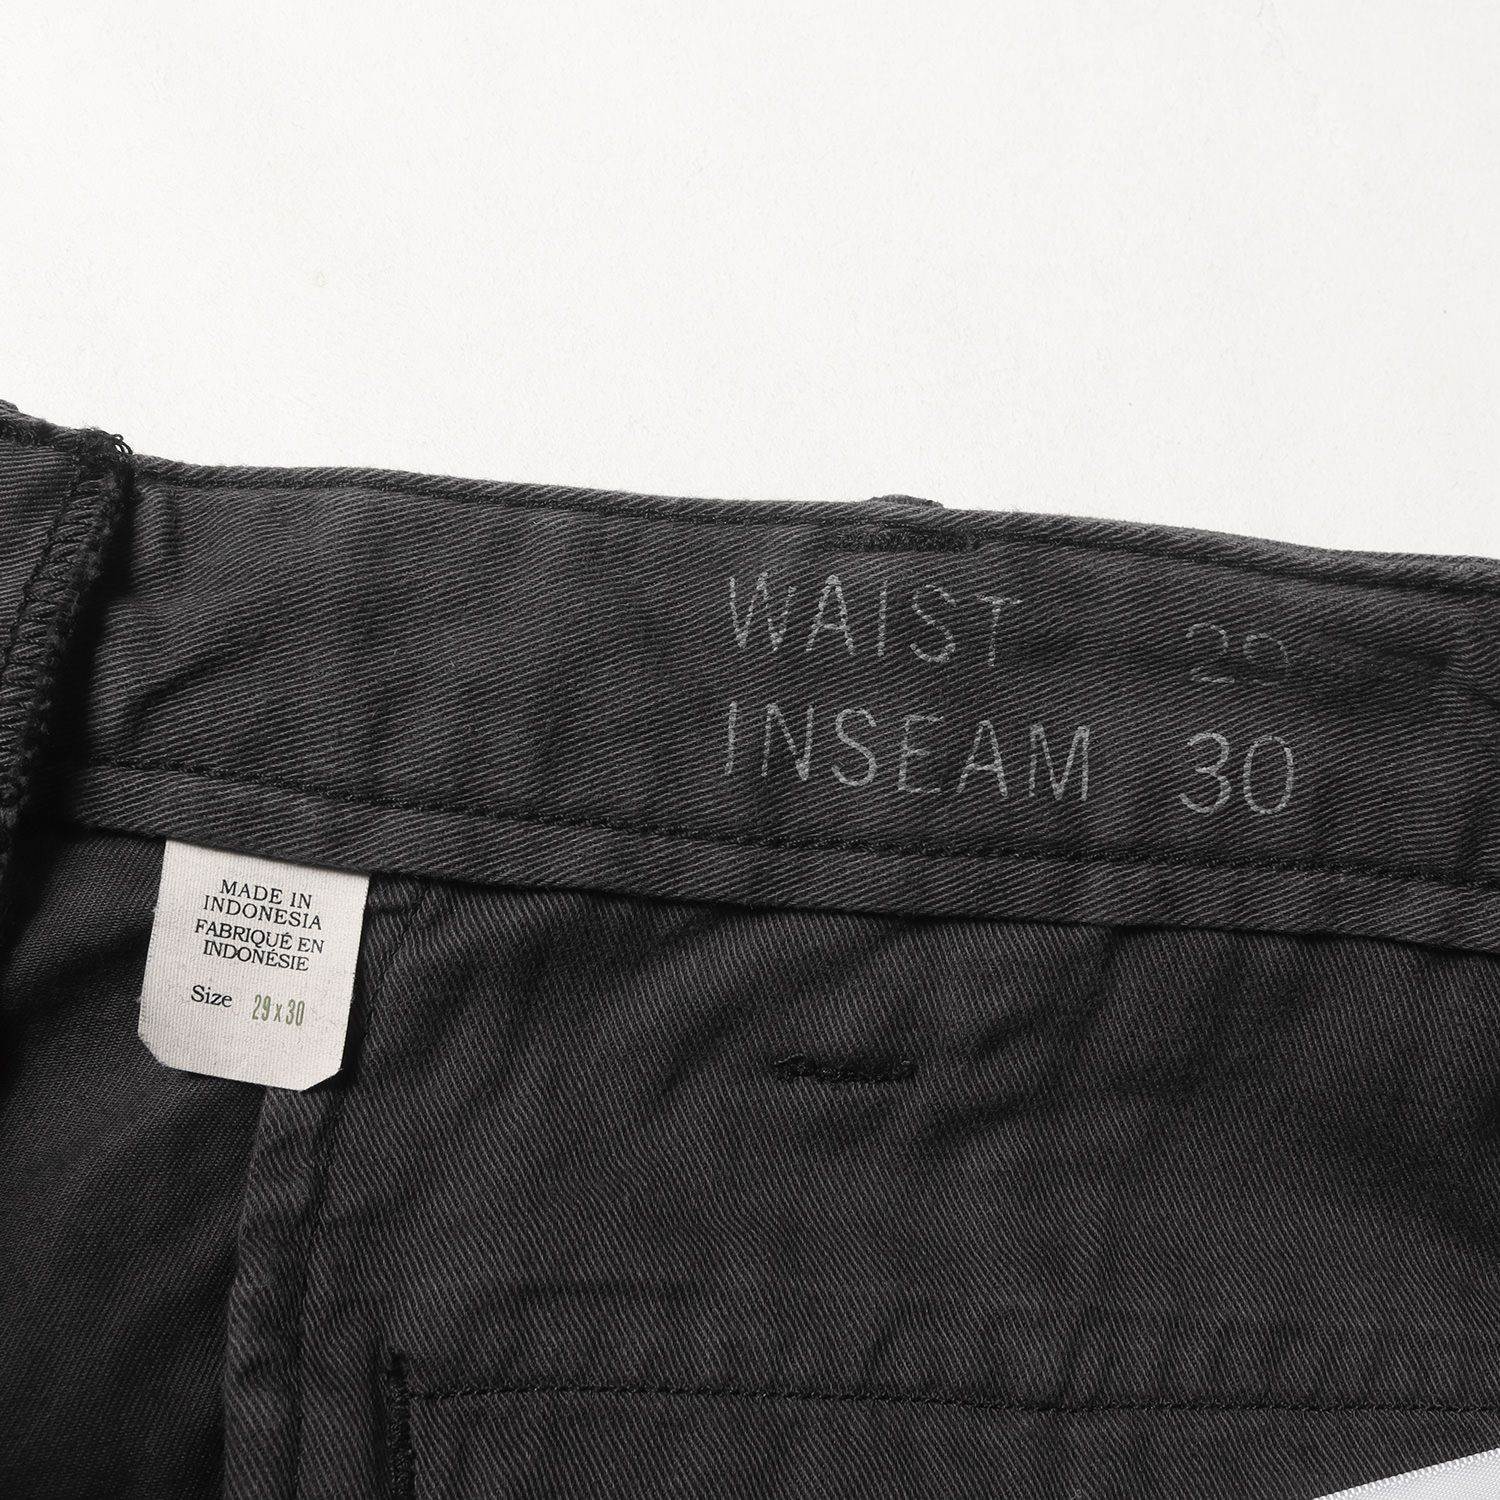 WAIST 29
INSEAM 30
MADE IN
INDONESIA
FABRIQUÉ EN
INDONÉSIE
Size 29 x 30